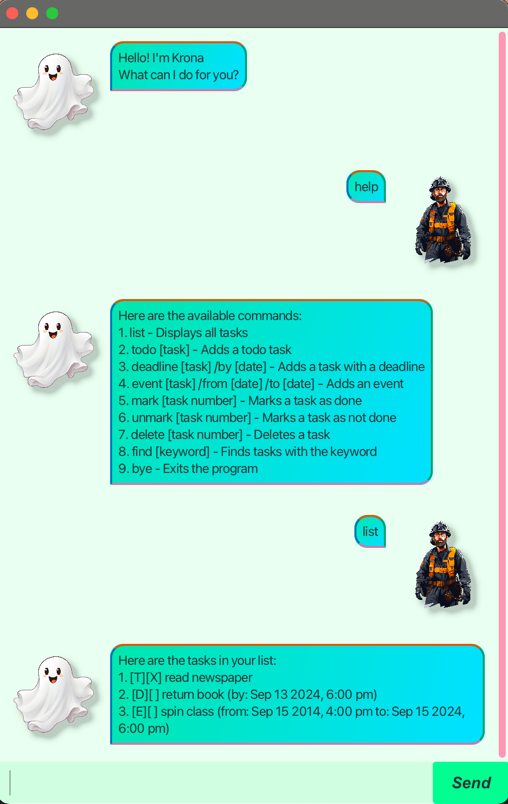 Hello! I'm Krona
What can I do for you?
help
Here are the available commands:
1. list - Displays all tasks
2. todo [task] - Adds a todo task
3. deadline [task] /by [date] - Adds a task with a deadline
4. event [task] /from [date] /to [date] - Adds an event
5. mark [task number] - Marks a task as done
6. unmark [task number] - Marks a task as not done
7. delete [task number] - Deletes a task
8. find [keyword] - Finds tasks with the keyword
9. bye - Exits the program
list
Here are the tasks in your list:
1. [T][X] read newspaper
2. [D][ ] return book (by: Sep 13 2024, 6:00 pm)
3. [E][ ] spin class (from: Sep 15 2014, 4:00 pm to: Sep 15 2024,
6:00 pm)
Send